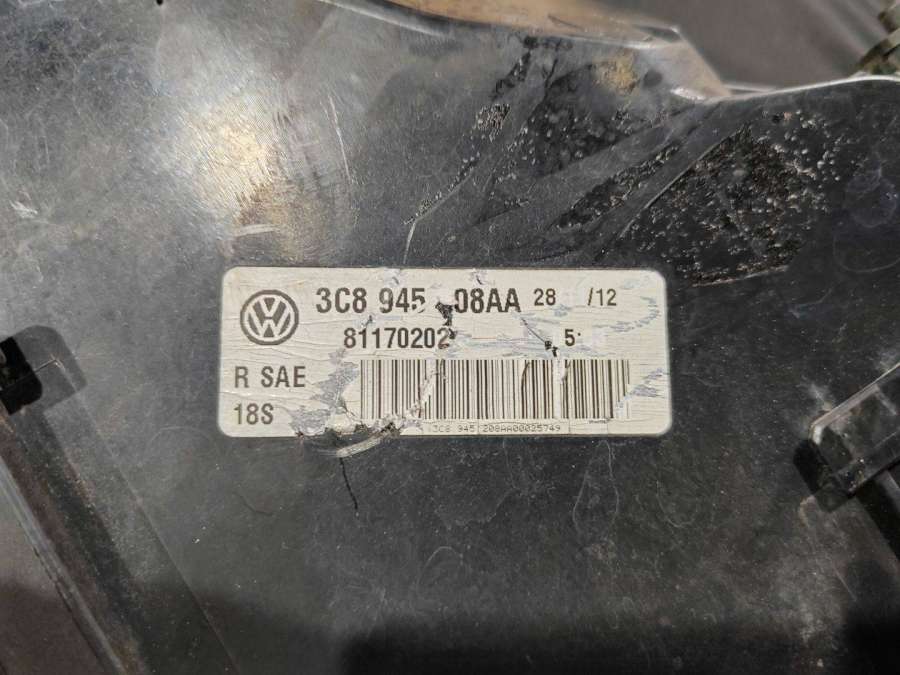 3C8 945 08AA 28 /12
81170202 5
R SAE
18S
3C8 945 208AA00025749